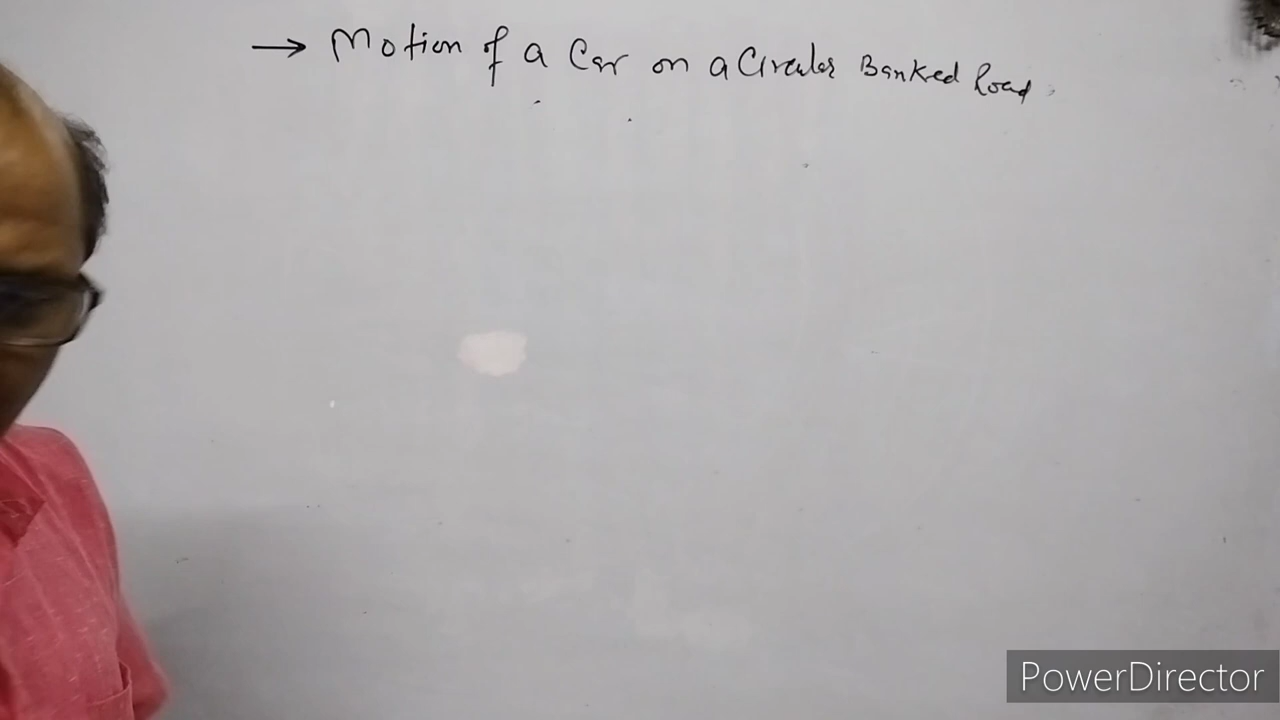 → Motion of a Car on a Circular Banked Road
PowerDirector